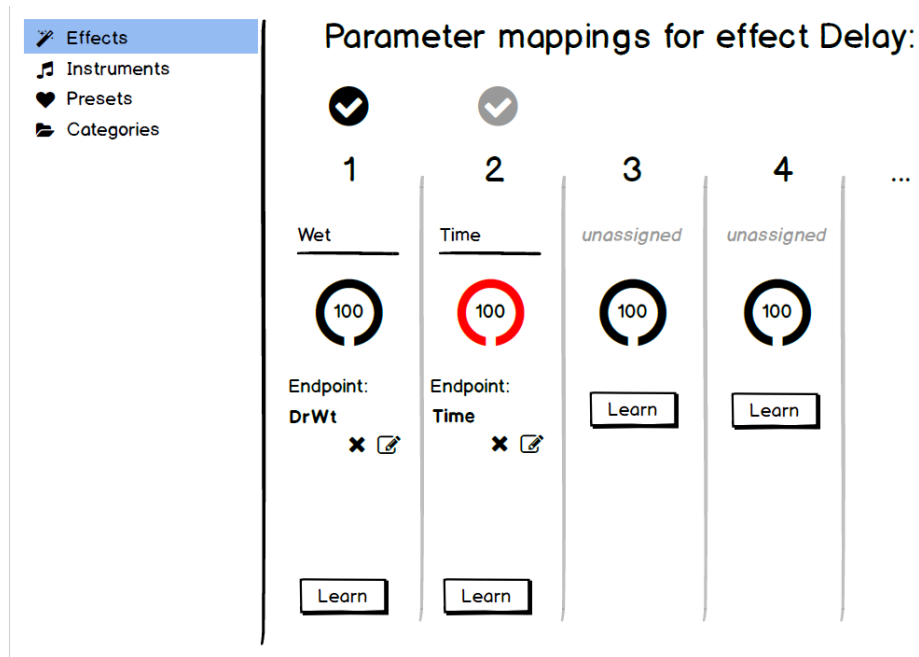 Effects
Instruments
Presets
Categories
Parameter mappings for effect Delay:
1 2 3 4 ...
Wet Time unassigned unassigned
100 100 100 100
Endpoint: Endpoint:
DrWt Time
Learn Learn
Learn Learn